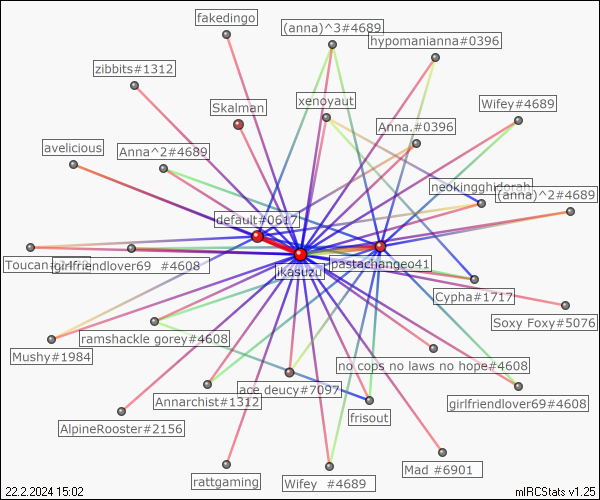 fakedingo
(anna)^3#4689
hypomanianna#0396
zibbits#1312
Skalman
xenoyaut
Wifey#4689
Anna.#0396
avelicious
Anna^2#4689
neokingghidorah
(anna)^2#4689
default#0617
pastachangeo41
jKasuzu
girlfriendlover69 #4608
Cypha#1717
Soxy Foxy#5076
ramshackle gorey#4608
Mushy#1984
no cops no laws no hope#4608
ace deucy#7097
Annarchist#1312
girlfriendlover69#4608
frisout
AlpineRooster#2156
Mad #6901
rattgaming
Wifey #4689
22.2.2024 15:02
mIRCStats v1.25